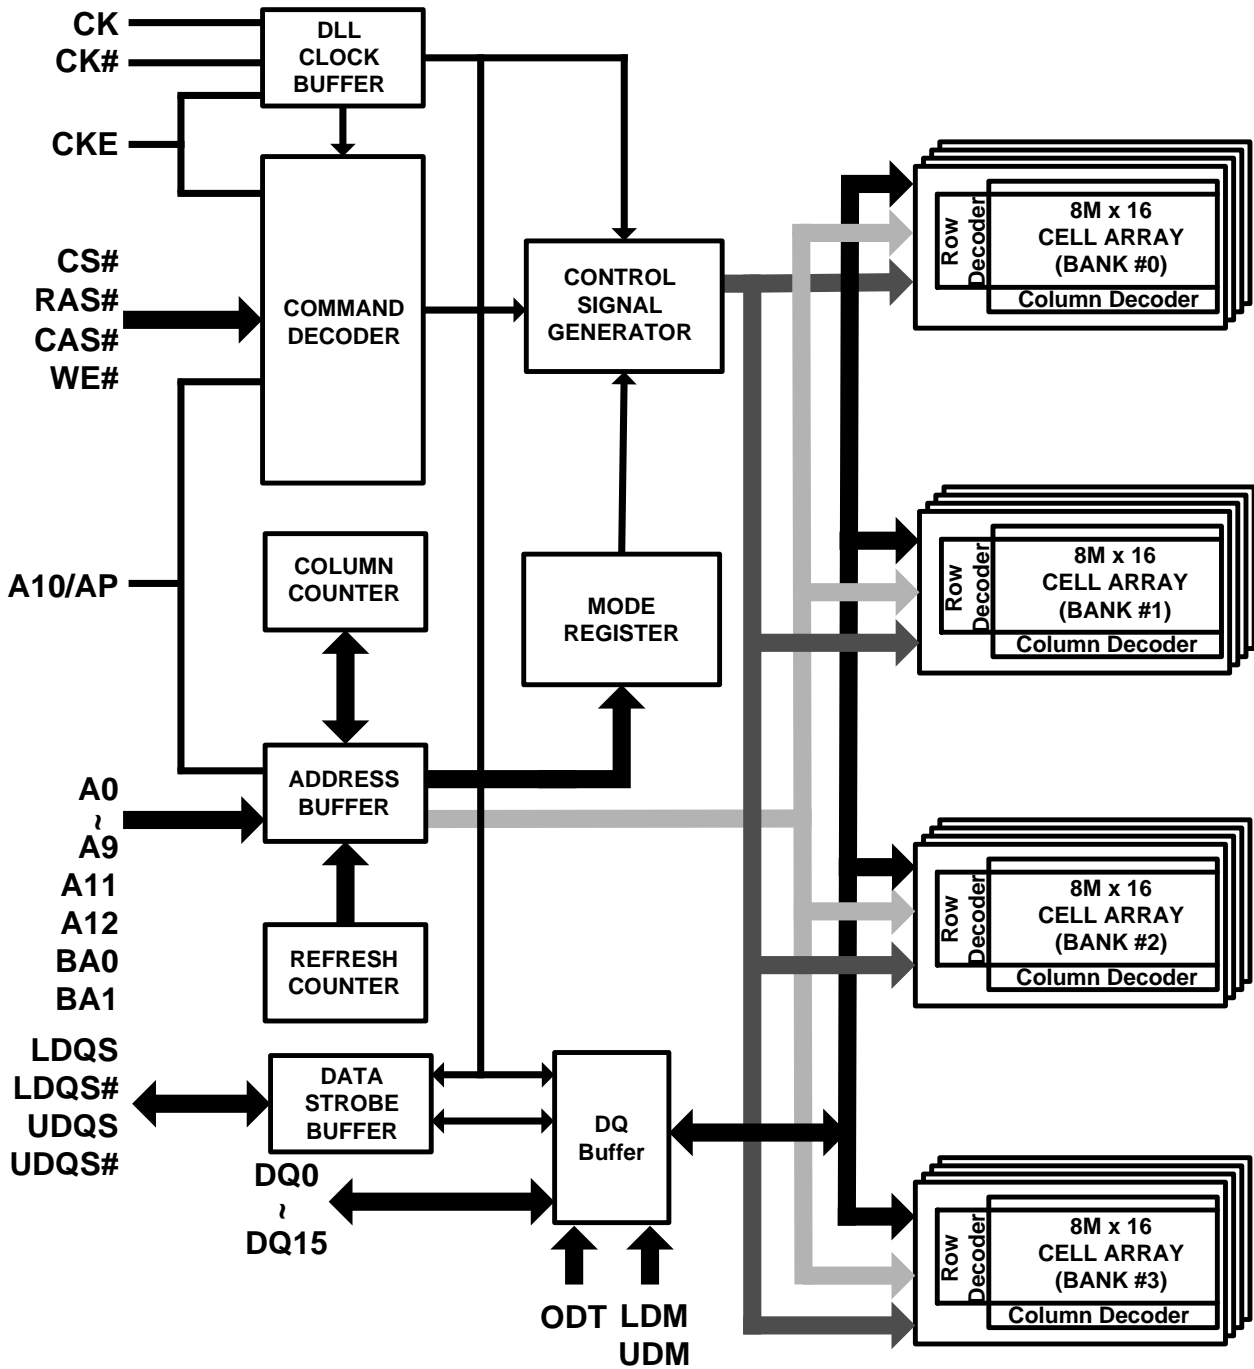 CK
CK#
CKE
CS#
RAS#
CAS#
WE#
A10/AP
A0
~
A9
A11
A12
BA0
BA1
LDQS
LDQS#
UDQS
UDQS#
DQ0
~
DQ15
DLL
CLOCK
BUFFER
COMMAND
DECODER
COLUMN
COUNTER
ADDRESS
BUFFER
REFRESH
COUNTER
DATA
STROBE
BUFFER
CONTROL
SIGNAL
GENERATOR
MODE
REGISTER
DQ
Buffer
ODT
LDM
UDM
Row
Decoder
8M x 16
CELL ARRAY
(BANK #0)
Column Decoder
Row
Decoder
8M x 16
CELL ARRAY
(BANK #1)
Column Decoder
Row
Decoder
8M x 16
CELL ARRAY
(BANK #2)
Column Decoder
Row
Decoder
8M x 16
CELL ARRAY
(BANK #3)
Column Decoder